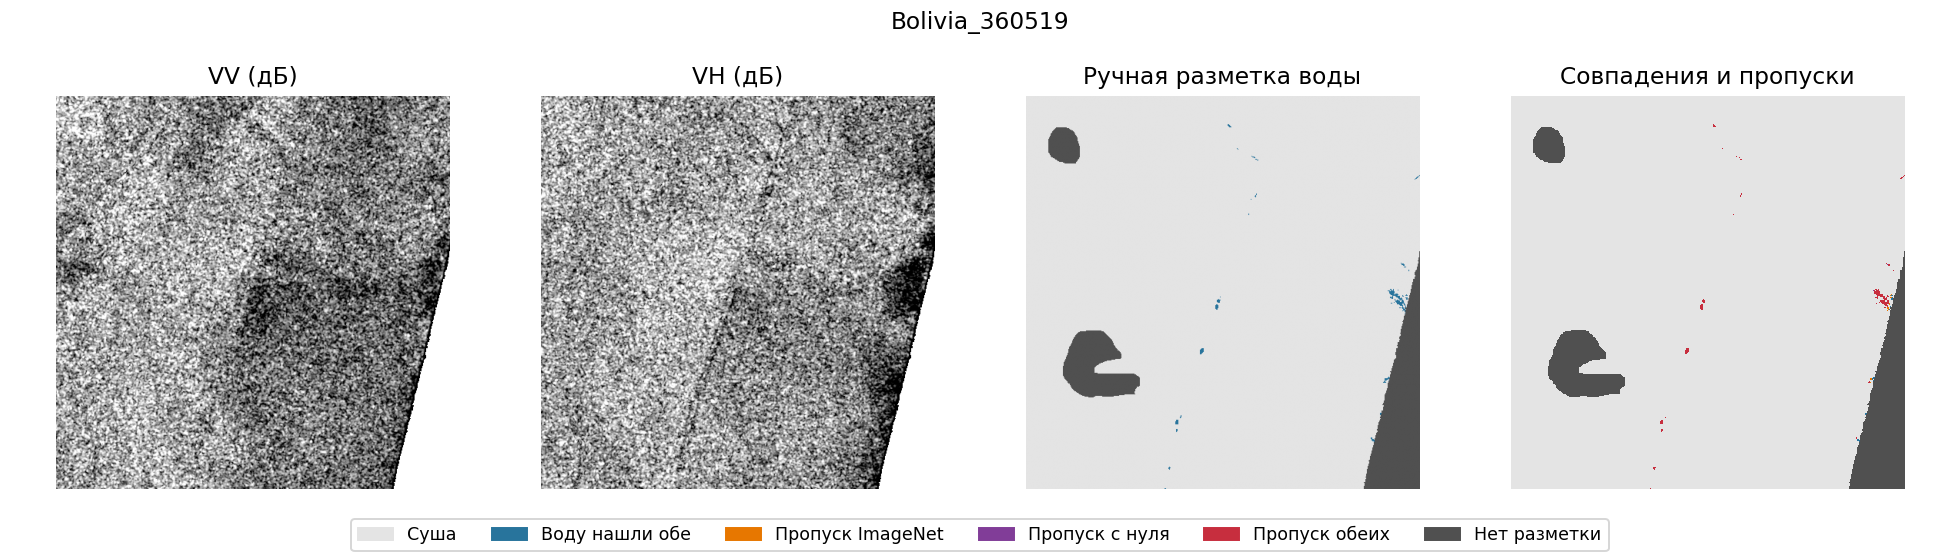 Bolivia_360519
VV (дБ)
VH (дБ)
Ручная разметка воды
Совпадения и пропуски
Суша
Воду нашли обе
Пропуск ImageNet
Пропуск с нуля
Пропуск обеих
Нет разметки